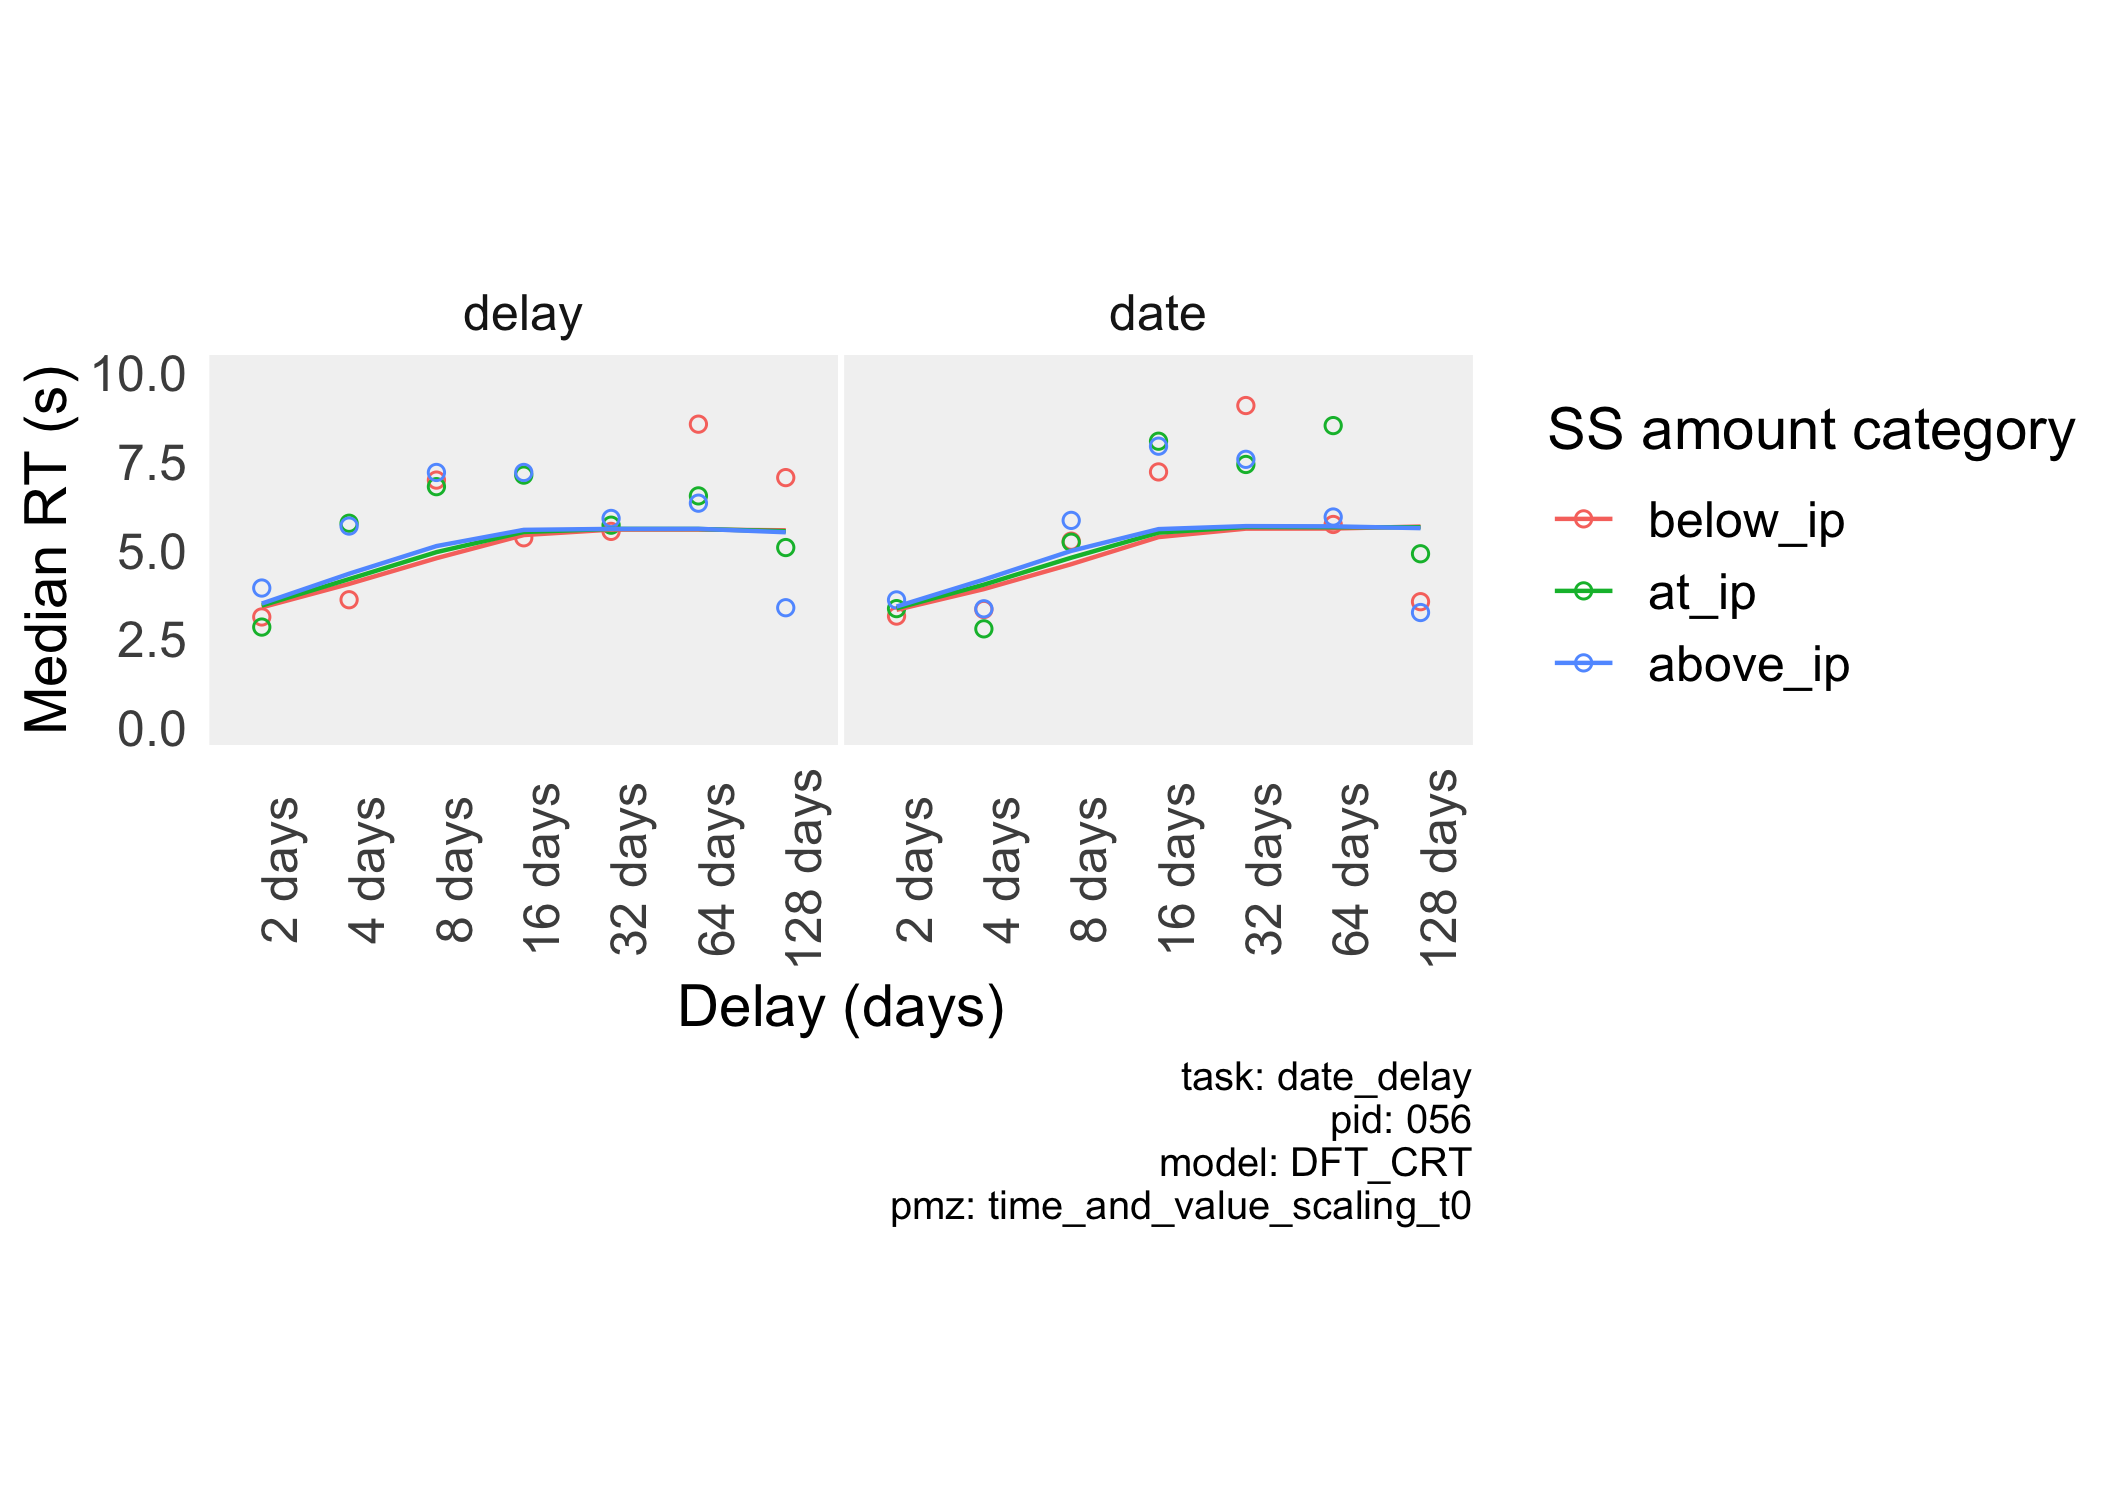 delay
date
Median RT (s)
10.0
7.5
5.0
2.5
0.0
2 days
4 days
8 days
16 days
32 days
64 days
128 days
2 days
4 days
8 days
16 days
32 days
64 days
128 days
Delay (days)
SS amount category
below_ip
at_ip
above_ip
task: date_delay
pid: 056
model: DFT_CRT
pmz: time_and_value_scaling_t0